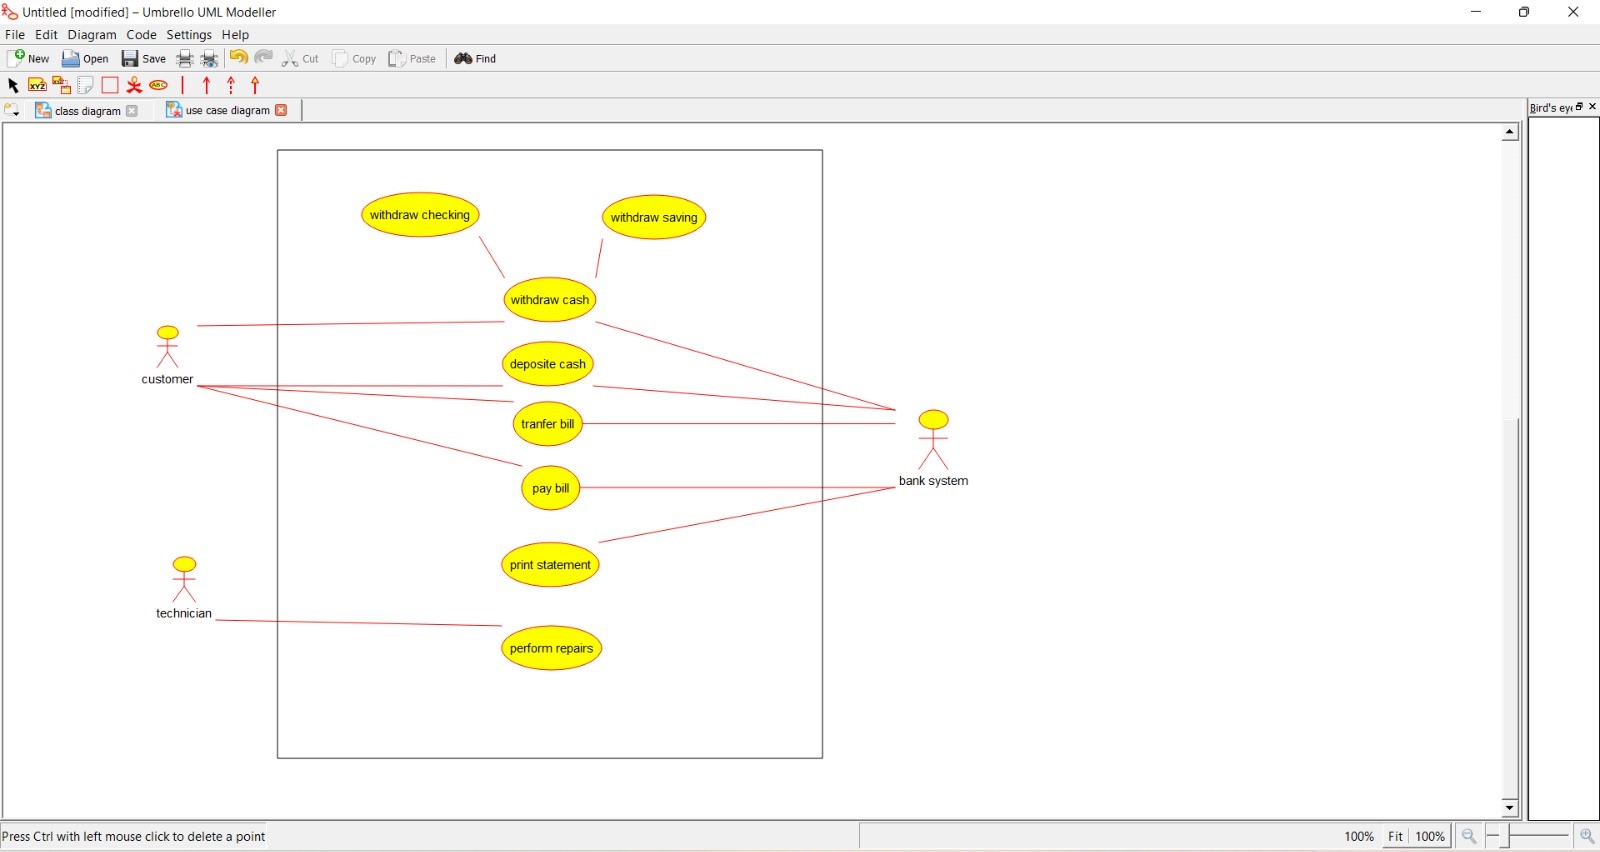 Untitled [modified] – Umbrello UML Modeller
File Edit Diagram Code Settings Help
New Open Save Cut Copy Paste Find
XYZ ABC
class diagram use case diagram
Bird's eye
withdraw checking
withdraw saving
withdraw cash
deposite cash
customer
tranfer bill
bank system
pay bill
print statement
technician
perform repairs
Press Ctrl with left mouse click to delete a point
100% Fit 100%